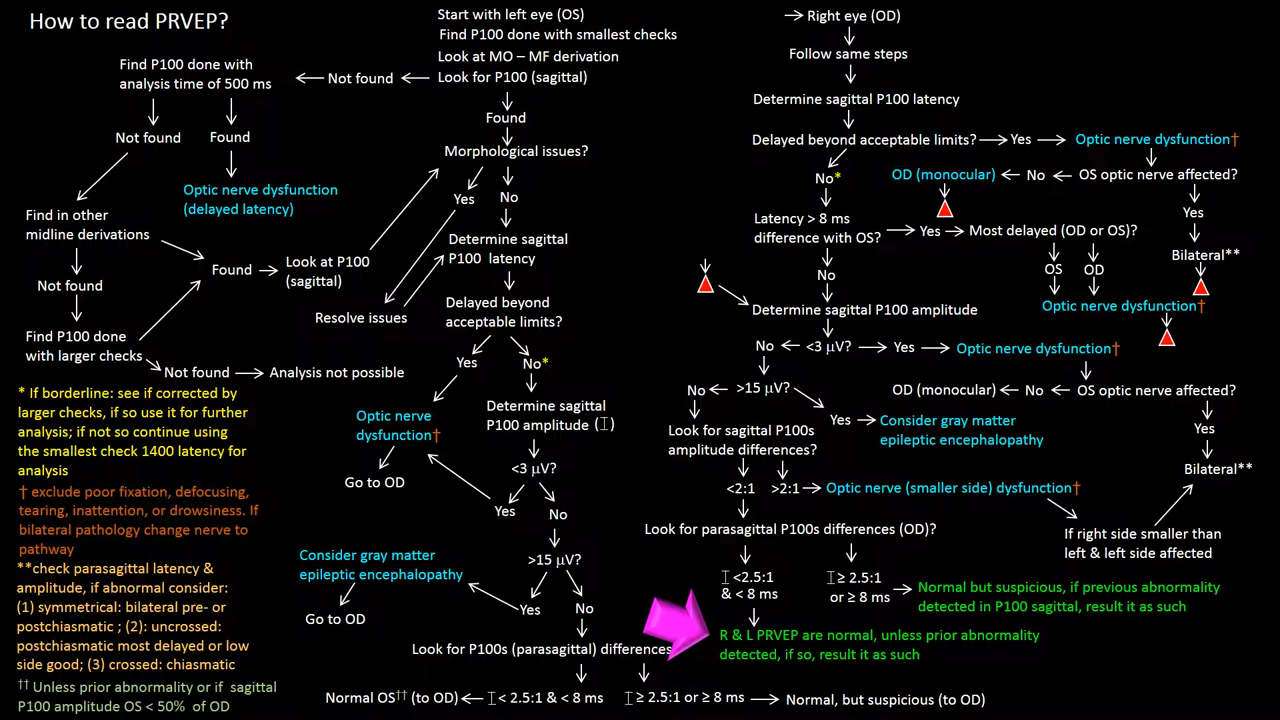 How to read PRVEP?
Start with left eye (OS)
Find P100 done with smallest checks
Look at MO – MF derivation
Look for P100 (sagittal)
Not found
Find P100 done with
analysis time of 500 ms
Not found
Found
Optic nerve dysfunction
(delayed latency)
Find in other
midline derivations
Not found
Found
Look at P100
(sagittal)
Find P100 done
with larger checks
Not found
Analysis not possible
Found
Morphological issues?
Yes
No
Resolve issues
Determine sagittal
P100 latency
Delayed beyond
acceptable limits?
Yes
No*
Optic nerve
dysfunction†
Go to OD
Determine sagittal
P100 amplitude (⌶)
<3 µV?
Yes
No
>15 µV?
Consider gray matter
epileptic encephalopathy
Go to OD
Yes
No
Look for P100s (parasagittal) differences
Normal OS†† (to OD)
⌶ < 2.5:1 & < 8 ms
⌶ ≥ 2.5:1 or ≥ 8 ms
Normal, but suspicious (to OD)
* If borderline: see if corrected by
larger checks, if so use it for further
analysis; if not so continue using
the smallest check 1400 latency for
analysis
† exclude poor fixation, defocusing,
tearing, inattention, or drowsiness. If
bilateral pathology change nerve to
pathway
**check parasagittal latency &
amplitude, if abnormal consider:
(1) symmetrical: bilateral pre- or
postchiasmatic ; (2): uncrossed:
postchiasmatic most delayed or low
side good; (3) crossed: chiasmatic
†† Unless prior abnormality or if sagittal
P100 amplitude OS < 50% of OD
Right eye (OD)
Follow same steps
Determine sagittal P100 latency
Delayed beyond acceptable limits?
Yes
Optic nerve dysfunction†
No*
OD (monocular)
No
OS optic nerve affected?
Yes
Bilateral**
Latency > 8 ms
difference with OS?
Yes
Most delayed (OD or OS)?
OS
OD
Optic nerve dysfunction†
No
Determine sagittal P100 amplitude
No
<3 µV?
Yes
Optic nerve dysfunction†
OD (monocular)
No
OS optic nerve affected?
Yes
Bilateral**
No
>15 µV?
Yes
Consider gray matter
epileptic encephalopathy
Look for sagittal P100s
amplitude differences?
<2:1
>2:1
Optic nerve (smaller side) dysfunction†
If right side smaller than
left & left side affected
Look for parasagittal P100s differences (OD)?
⌶ <2.5:1
& < 8 ms
⌶ ≥ 2.5:1
or ≥ 8 ms
Normal but suspicious, if previous abnormality
detected in P100 sagittal, result it as such
R & L PRVEP are normal, unless prior abnormality
detected, if so, result it as such